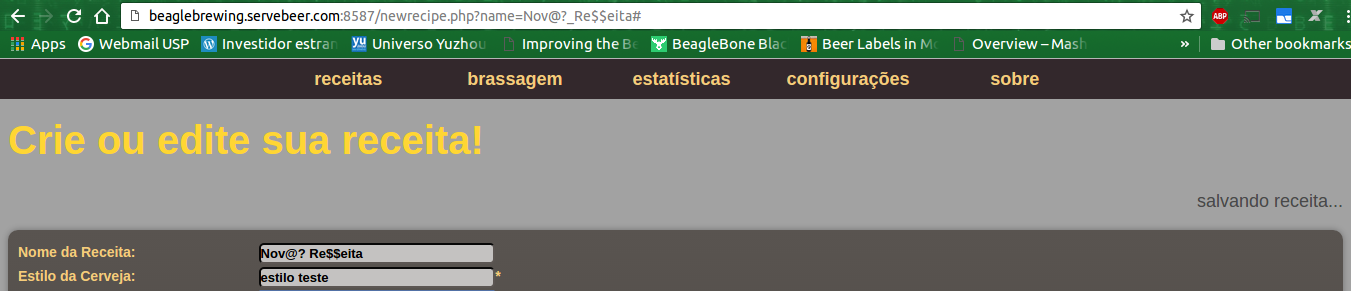 beaglebrewing.servebeer.com:8587/newrecipe.php?name=Nov@?_Re$$eita#
ABP
Apps Webmail USP Investidor estran Universo Yuzhou Improving the Be BeagleBone Blac Beer Labels in Mo Overview – Mash » Other bookmarks
receitas brassagem estatísticas configurações sobre
Crie ou edite sua receita!
salvando receita...
Nome da Receita: Nov@? Re$$eita
Estilo da Cerveja: estilo teste *